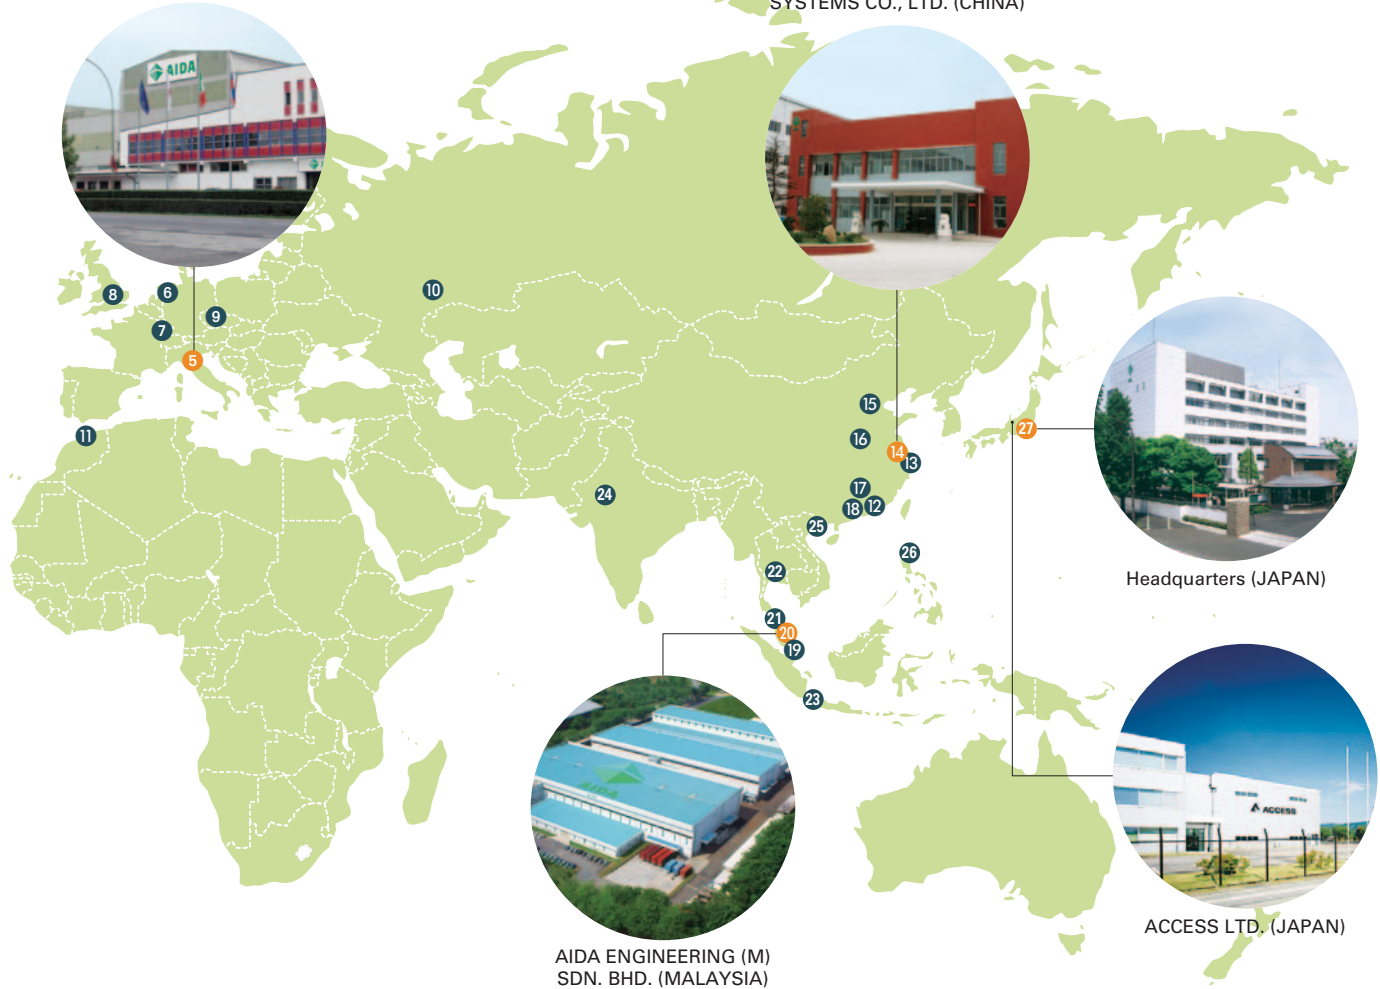 SYSTEMS CO., LTD. (CHINA)
AIDA
8
6
10
9
7
5
11
15
27
16
14
13
24
17
18
12
25
26
22
Headquarters (JAPAN)
21
20
19
23
AIDA
ACCESS
ACCESS LTD. (JAPAN)
AIDA ENGINEERING (M)
SDN. BHD. (MALAYSIA)